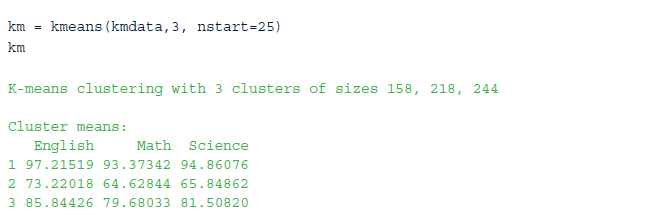 km = kmeans(kmdata,3, nstart=25)
km
K-means clustering with 3 clusters of sizes 158, 218, 244
Cluster means:
English Math Science
1 97.21519 93.37342 94.86076
2 73.22018 64.62844 65.84862
3 85.84426 79.68033 81.50820